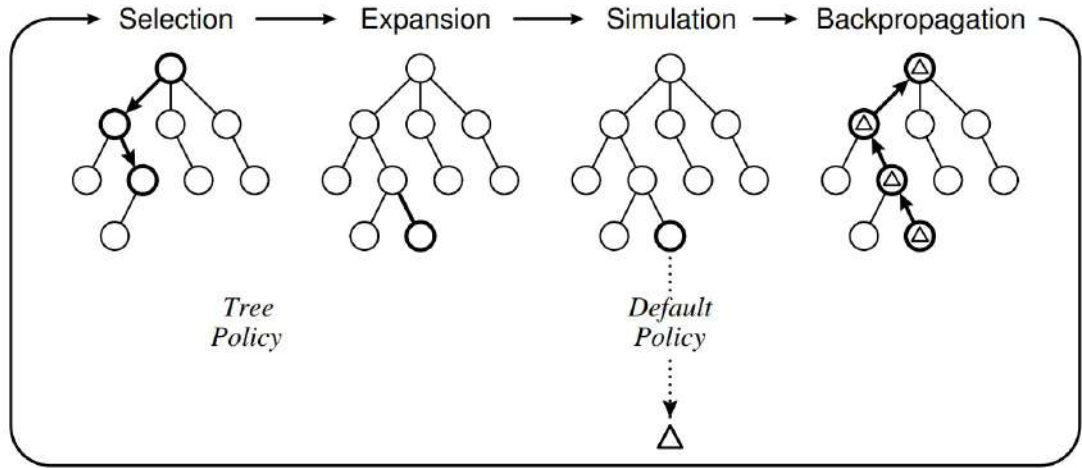 Selection
Expansion
Simulation
Backpropagation
Tree
Policy
Default
Policy